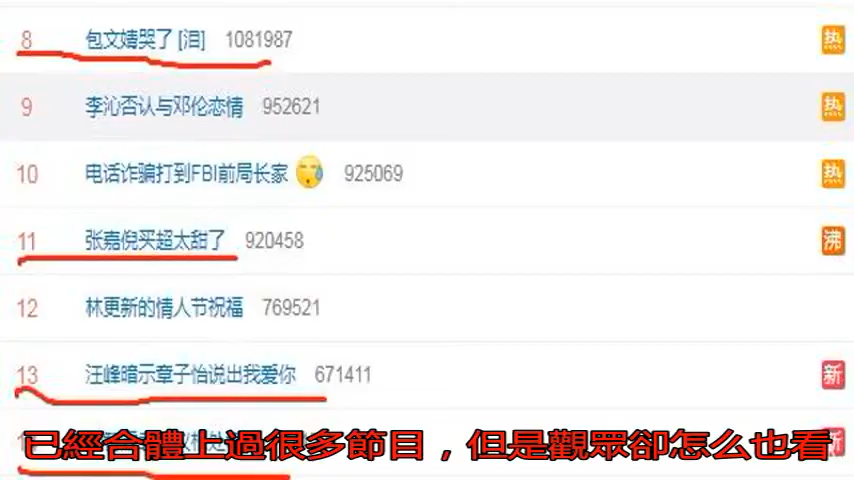 8 包文婧哭了 [泪] 1081987 热
9 李沁否认与邓伦恋情 952621 热
10 电话诈骗打到FBI前局长家 925069 热
11 张嘉倪买超太甜了 920458 沸
12 林更新的情人节祝福 769521
13 汪峰暗示章子怡说出我爱你 671411 新
已經合體上過很多節目，但是觀眾卻怎么也看